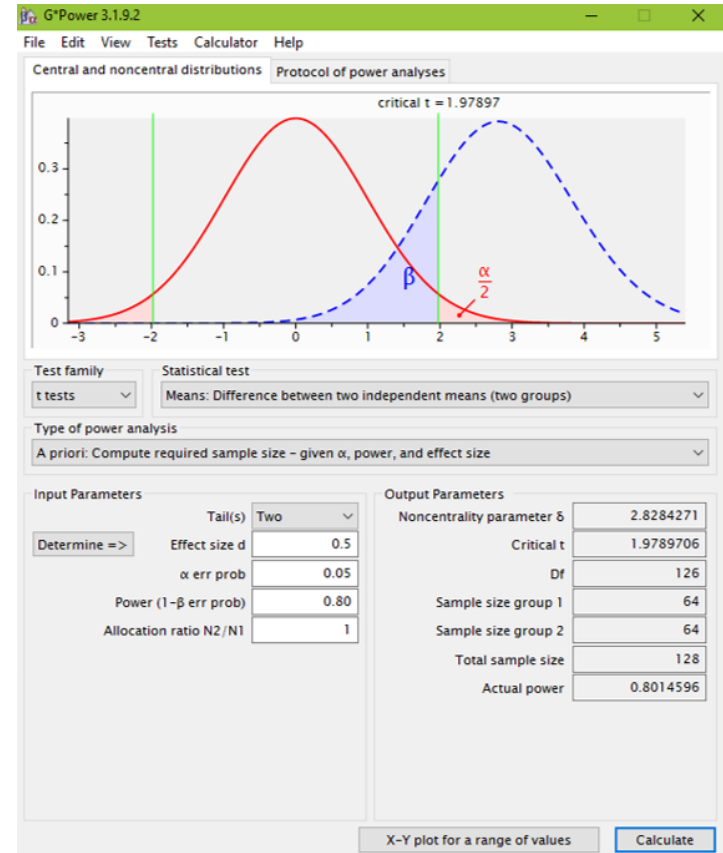 G*Power 3.1.9.2
File Edit View Tests Calculator Help
Central and noncentral distributions Protocol of power analyses
critical t = 1.97897
0.3
0.2
0.1
0
β
α
2
-3 -2 -1 0 1 2 3 4 5
Test family Statistical test
t tests Means: Difference between two independent means (two groups)
Type of power analysis
A priori: Compute required sample size – given α, power, and effect size
Input Parameters Output Parameters
Tail(s) Two Noncentrality parameter δ 2.8284271
Determine => Effect size d 0.5 Critical t 1.9789706
α err prob 0.05 Df 126
Power (1-β err prob) 0.80 Sample size group 1 64
Allocation ratio N2/N1 1 Sample size group 2 64
Total sample size 128
Actual power 0.8014596
X-Y plot for a range of values Calculate